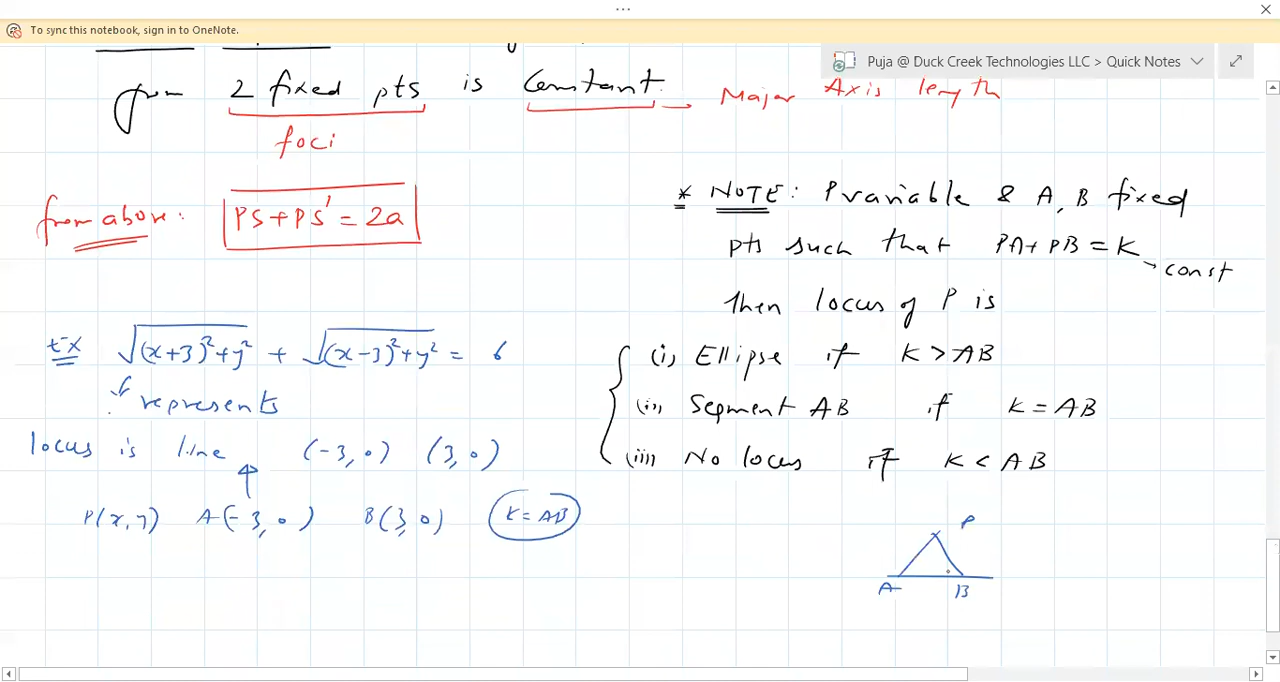 To sync this notebook, sign in to OneNote.
Puja @ Duck Creek Technologies LLC > Quick Notes
from 2 fixed pts is constant. → Major Axis length
foci
from above: PS + PS' = 2a
* NOTE: P variable & A, B fixed
pts such that PA + PB = K → const
then locus of P is
(i) Ellipse if K > AB
(ii) Segment AB if K = AB
(iii) No locus if K < AB
Ex √(x+3)²+y² + √(x-3)²+y² = 6
represents
locus is line (-3, 0) (3, 0)
P(x, y) A(-3, 0) B(3, 0) K = AB
P
A B